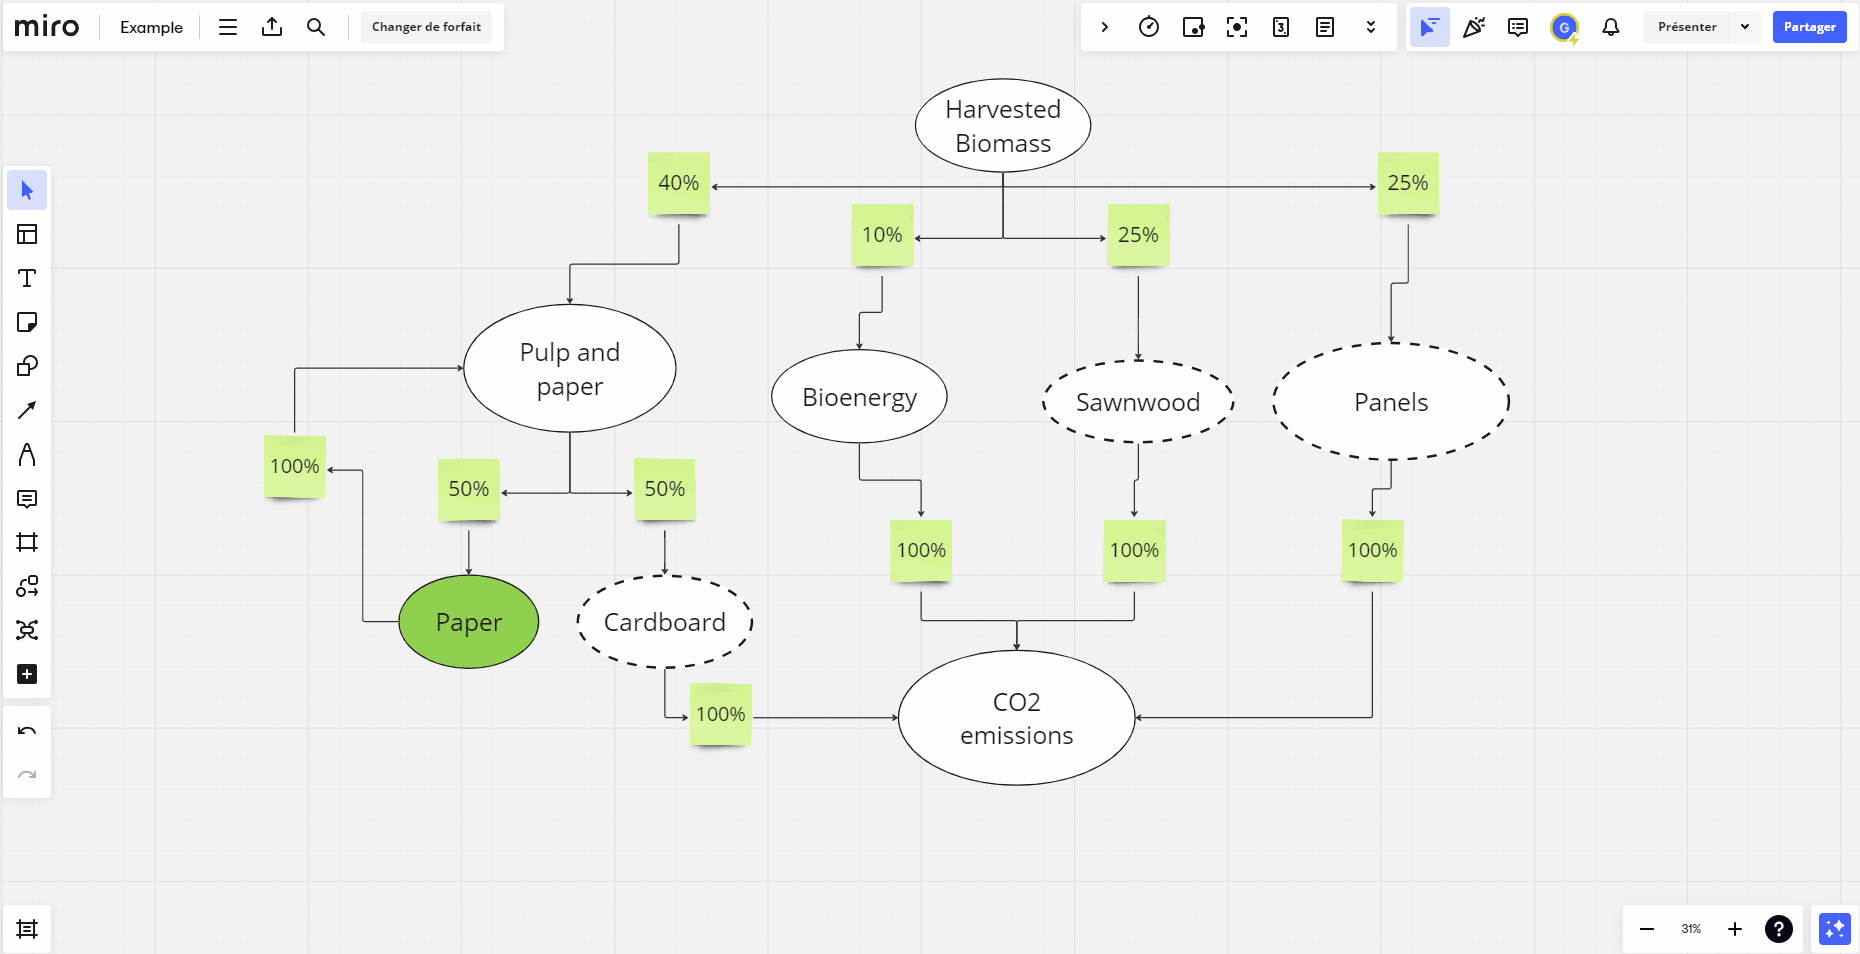 miro
Example
Changer de forfait
3
G
Présenter
Partager
Harvested
Biomass
40%
25%
10%
25%
Pulp and
paper
Bioenergy
Sawnwood
Panels
100%
50%
50%
100%
100%
100%
Paper
Cardboard
100%
CO2
emissions
31%
?